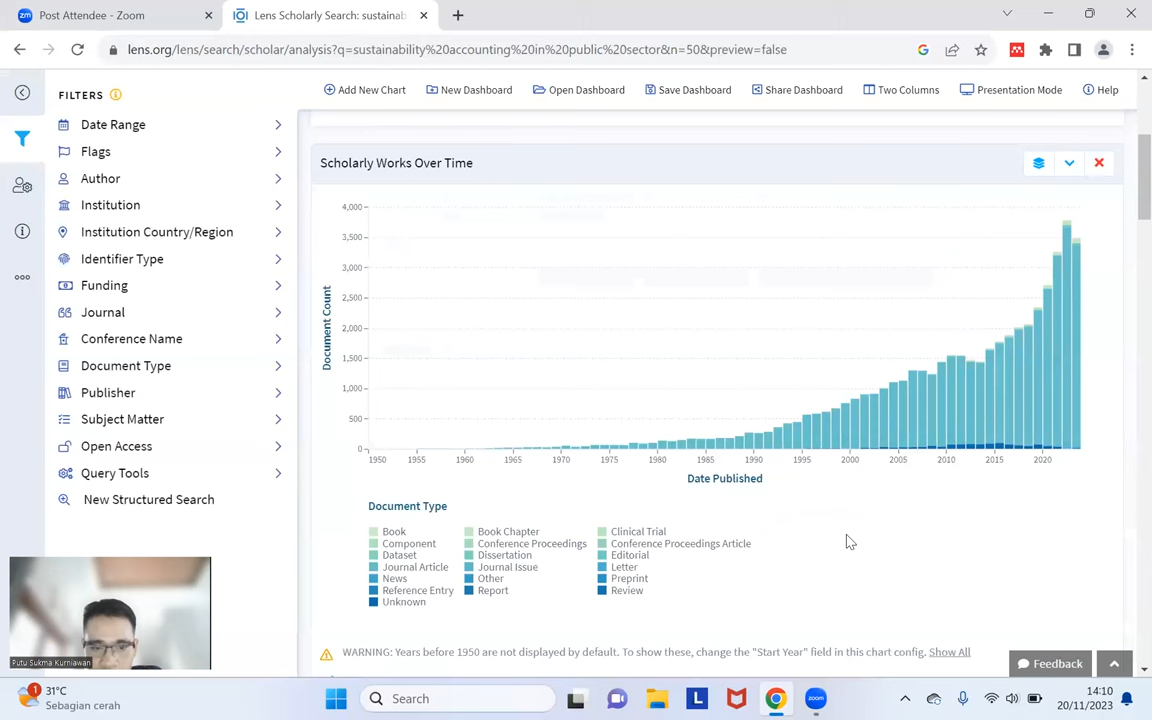 Post Attendee - Zoom
Lens Scholarly Search: sustainab
lens.org/lens/search/scholar/analysis?q=sustainability%20accounting%20in%20public%20sector&n=50&preview=false
FILTERS
Date Range
Flags
Author
Institution
Institution Country/Region
Identifier Type
Funding
Journal
Conference Name
Document Type
Publisher
Subject Matter
Open Access
Query Tools
New Structured Search
Add New Chart
New Dashboard
Open Dashboard
Save Dashboard
Share Dashboard
Two Columns
Presentation Mode
Help
Scholarly Works Over Time
4,000
3,500
3,000
2,500
2,000
1,500
1,000
500
0
Document Count
1950 1955 1960 1965 1970 1975 1980 1985 1990 1995 2000 2005 2010 2015 2020
Date Published
Document Type
Book Book Chapter Clinical Trial
Component Conference Proceedings Conference Proceedings Article
Dataset Dissertation Editorial
Journal Article Journal Issue Letter
News Other Preprint
Reference Entry Report Review
Unknown
WARNING: Years before 1950 are not displayed by default. To show these, change the "Start Year" field in this chart config. Show All
Feedback
Putu Sukma Kurniawan
1
31°C
Sebagian cerah
Search
L
zoom
14:10
20/11/2023